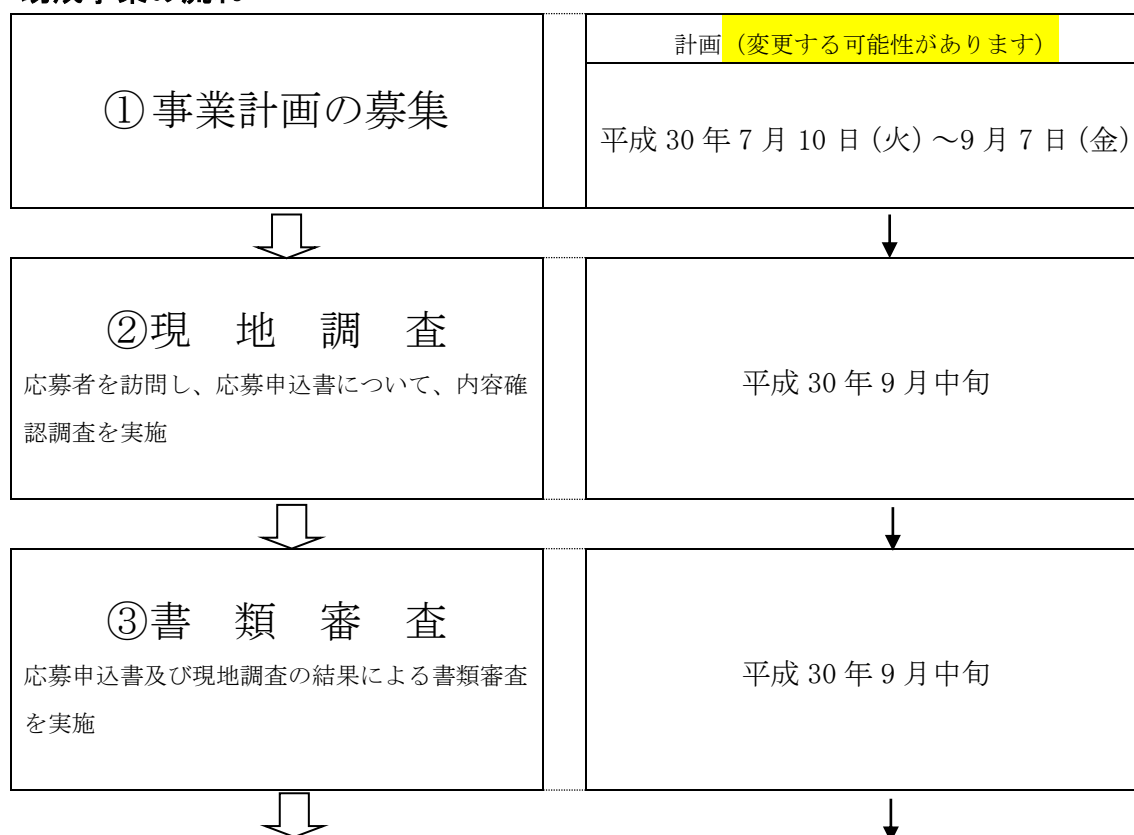 計画（変更する可能性があります）
①事業計画の募集
平成 30 年 7 月 10 日（火）～9 月 7 日（金）
②現　地　調　査
応募者を訪問し、応募申込書について、内容確
認調査を実施
平成 30 年 9 月中旬
③書　類　審　査
応募申込書及び現地調査の結果による書類審査
を実施
平成 30 年 9 月中旬